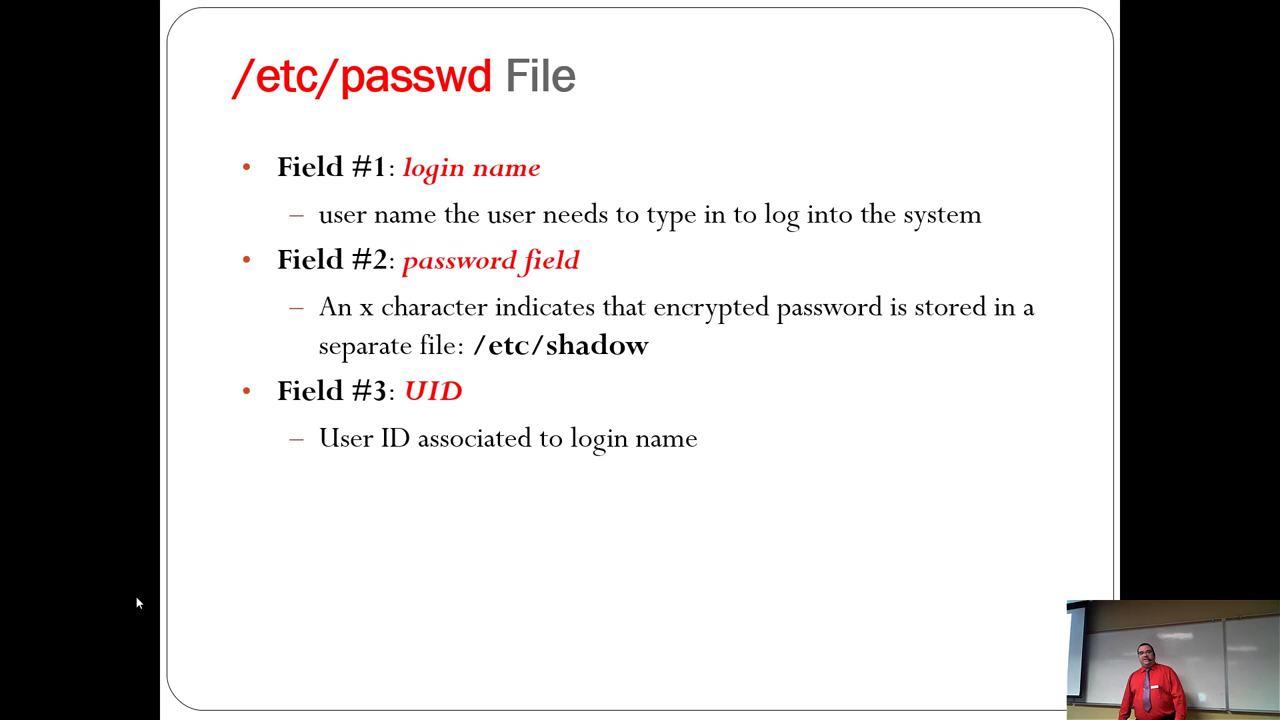 /etc/passwd File
• Field #1: login name
– user name the user needs to type in to log into the system
• Field #2: password field
– An x character indicates that encrypted password is stored in a
separate file: /etc/shadow
• Field #3: UID
– User ID associated to login name